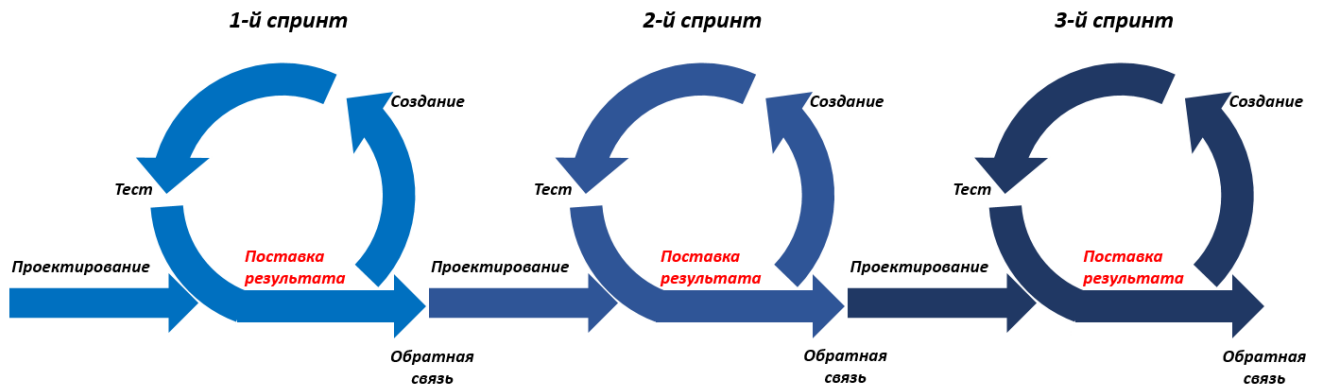 1-й спринт
2-й спринт
3-й спринт
Создание
Создание
Создание
Тест
Тест
Тест
Проектирование
Поставка
результата
Проектирование
Поставка
результата
Проектирование
Поставка
результата
Обратная
связь
Обратная
связь
Обратная
связь